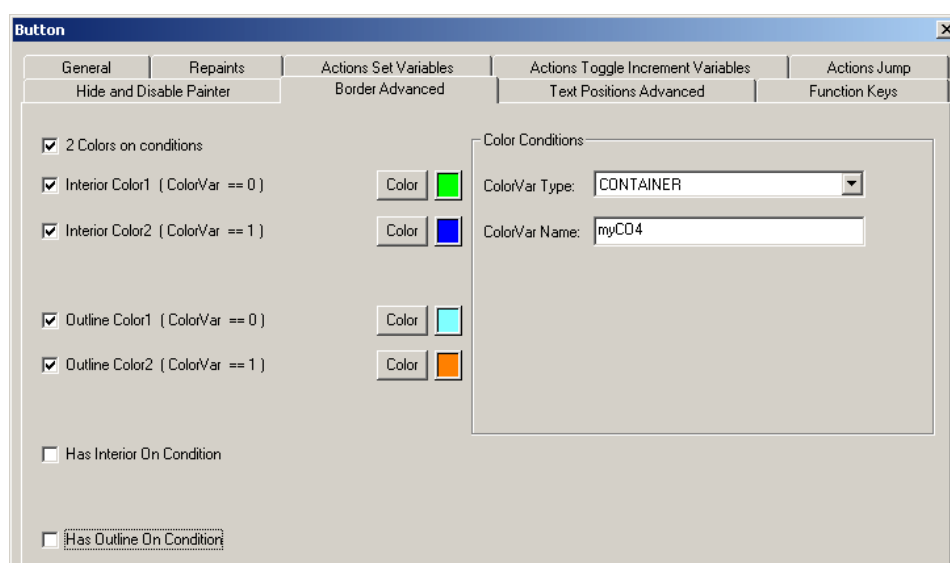 Button
General Repaints Actions Set Variables Actions Toggle Increment Variables Actions Jump
Hide and Disable Painter Border Advanced Text Positions Advanced Function Keys
2 Colors on conditions
Interior Color1 ( ColorVar == 0 ) Color
Interior Color2 ( ColorVar == 1 ) Color
Outline Color1 ( ColorVar == 0 ) Color
Outline Color2 ( ColorVar == 1 ) Color
Has Interior On Condition
Has Outline On Condition
Color Conditions
ColorVar Type: CONTAINER
ColorVar Name: myCO4